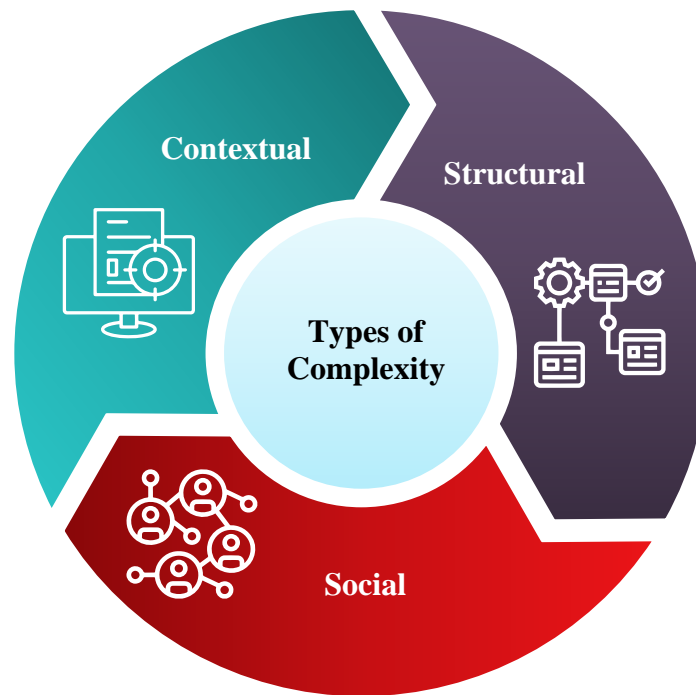 Contextual
Structural
Types of
Complexity
Social